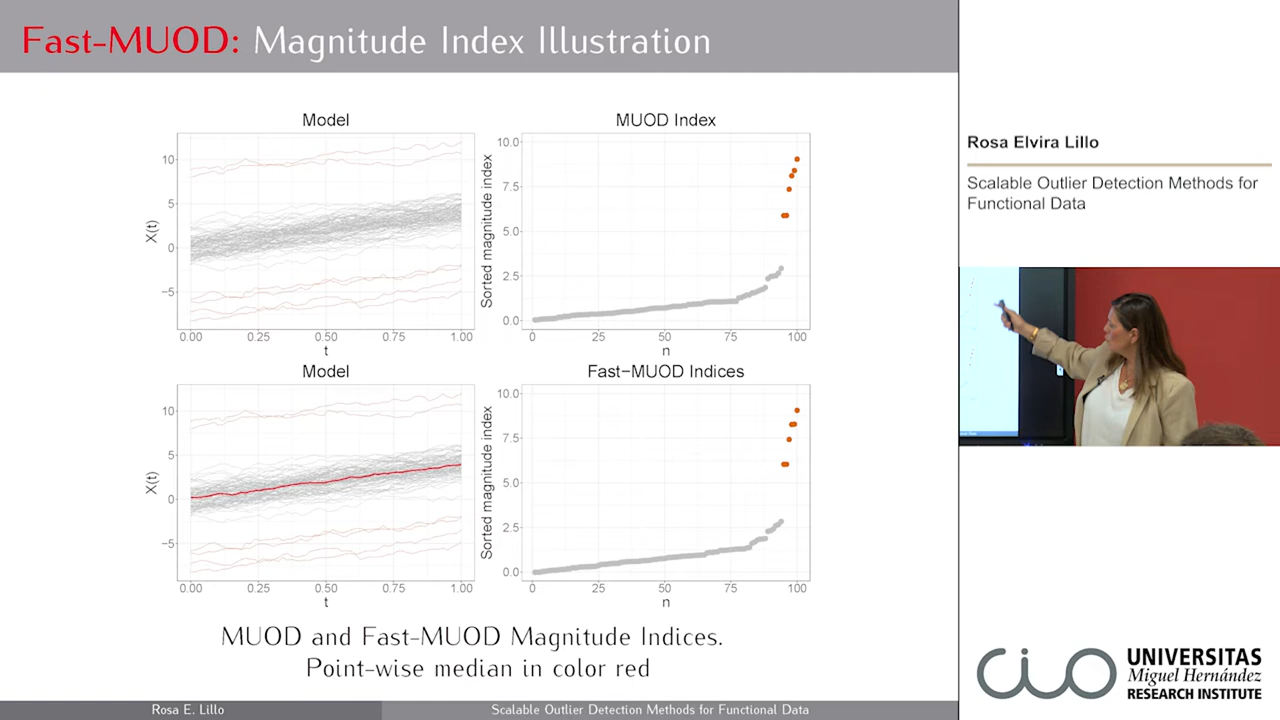 Fast-MUOD: Magnitude Index Illustration
Model
MUOD Index
10
5
0
−5
X(t)
0.00 0.25 0.50 0.75 1.00
t
10.0
7.5
5.0
2.5
0.0
Sorted magnitude index
0 25 50 75 100
n
Model
Fast−MUOD Indices
10
5
0
−5
X(t)
0.00 0.25 0.50 0.75 1.00
t
10.0
7.5
5.0
2.5
0.0
Sorted magnitude index
0 25 50 75 100
n
MUOD and Fast-MUOD Magnitude Indices.
Point-wise median in color red
Rosa E. Lillo
Scalable Outlier Detection Methods for Functional Data
Rosa Elvira Lillo
Scalable Outlier Detection Methods for
Functional Data
cio
UNIVERSITAS
Miguel Hernández
RESEARCH INSTITUTE